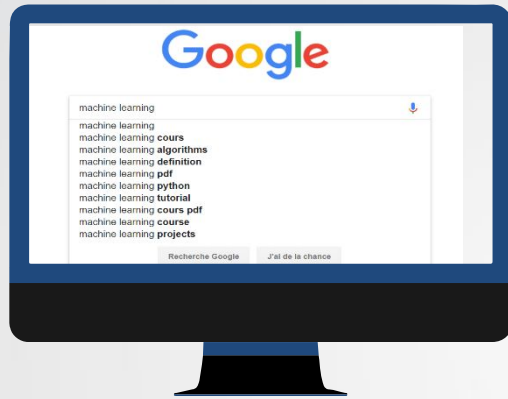 Google
machine learning
machine learning
machine learning cours
machine learning algorithms
machine learning definition
machine learning pdf
machine learning python
machine learning tutorial
machine learning cours pdf
machine learning course
machine learning projects
Recherche Google J'ai de la chance